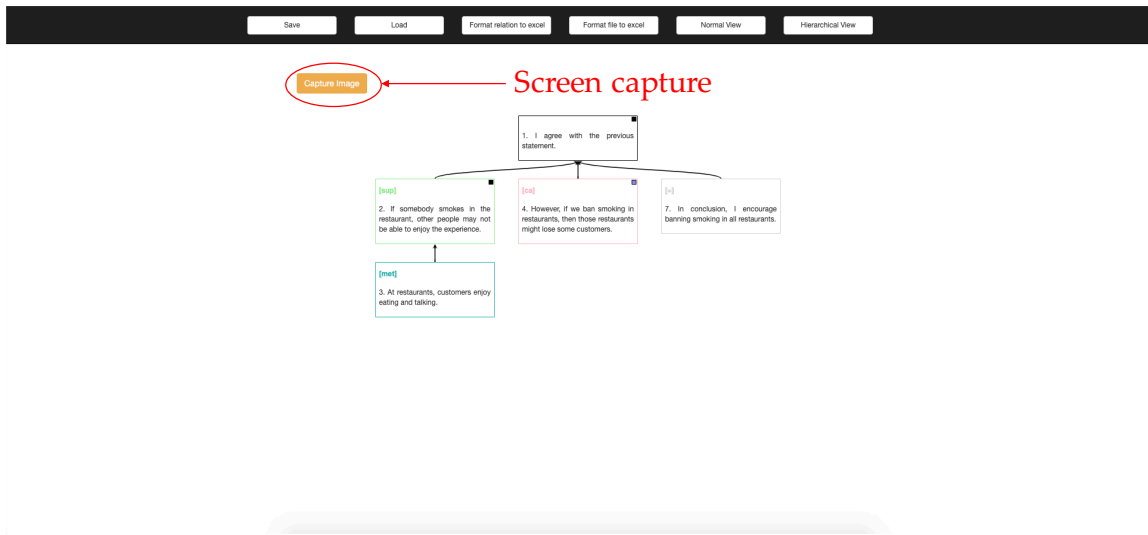 Save
Load
Format relation to excel
Format file to excel
Normal View
Hierarchical View
Capture Image
Screen capture
1. I agree with the previous
statement.
[sup]
2. If somebody smokes in the
restaurant, other people may not
be able to enjoy the experience.
[ca]
4. However, if we ban smoking in
restaurants, then those restaurants
might lose some customers.
[=]
7. In conclusion, I encourage
banning smoking in all restaurants.
[met]
3. At restaurants, customers enjoy
eating and talking.